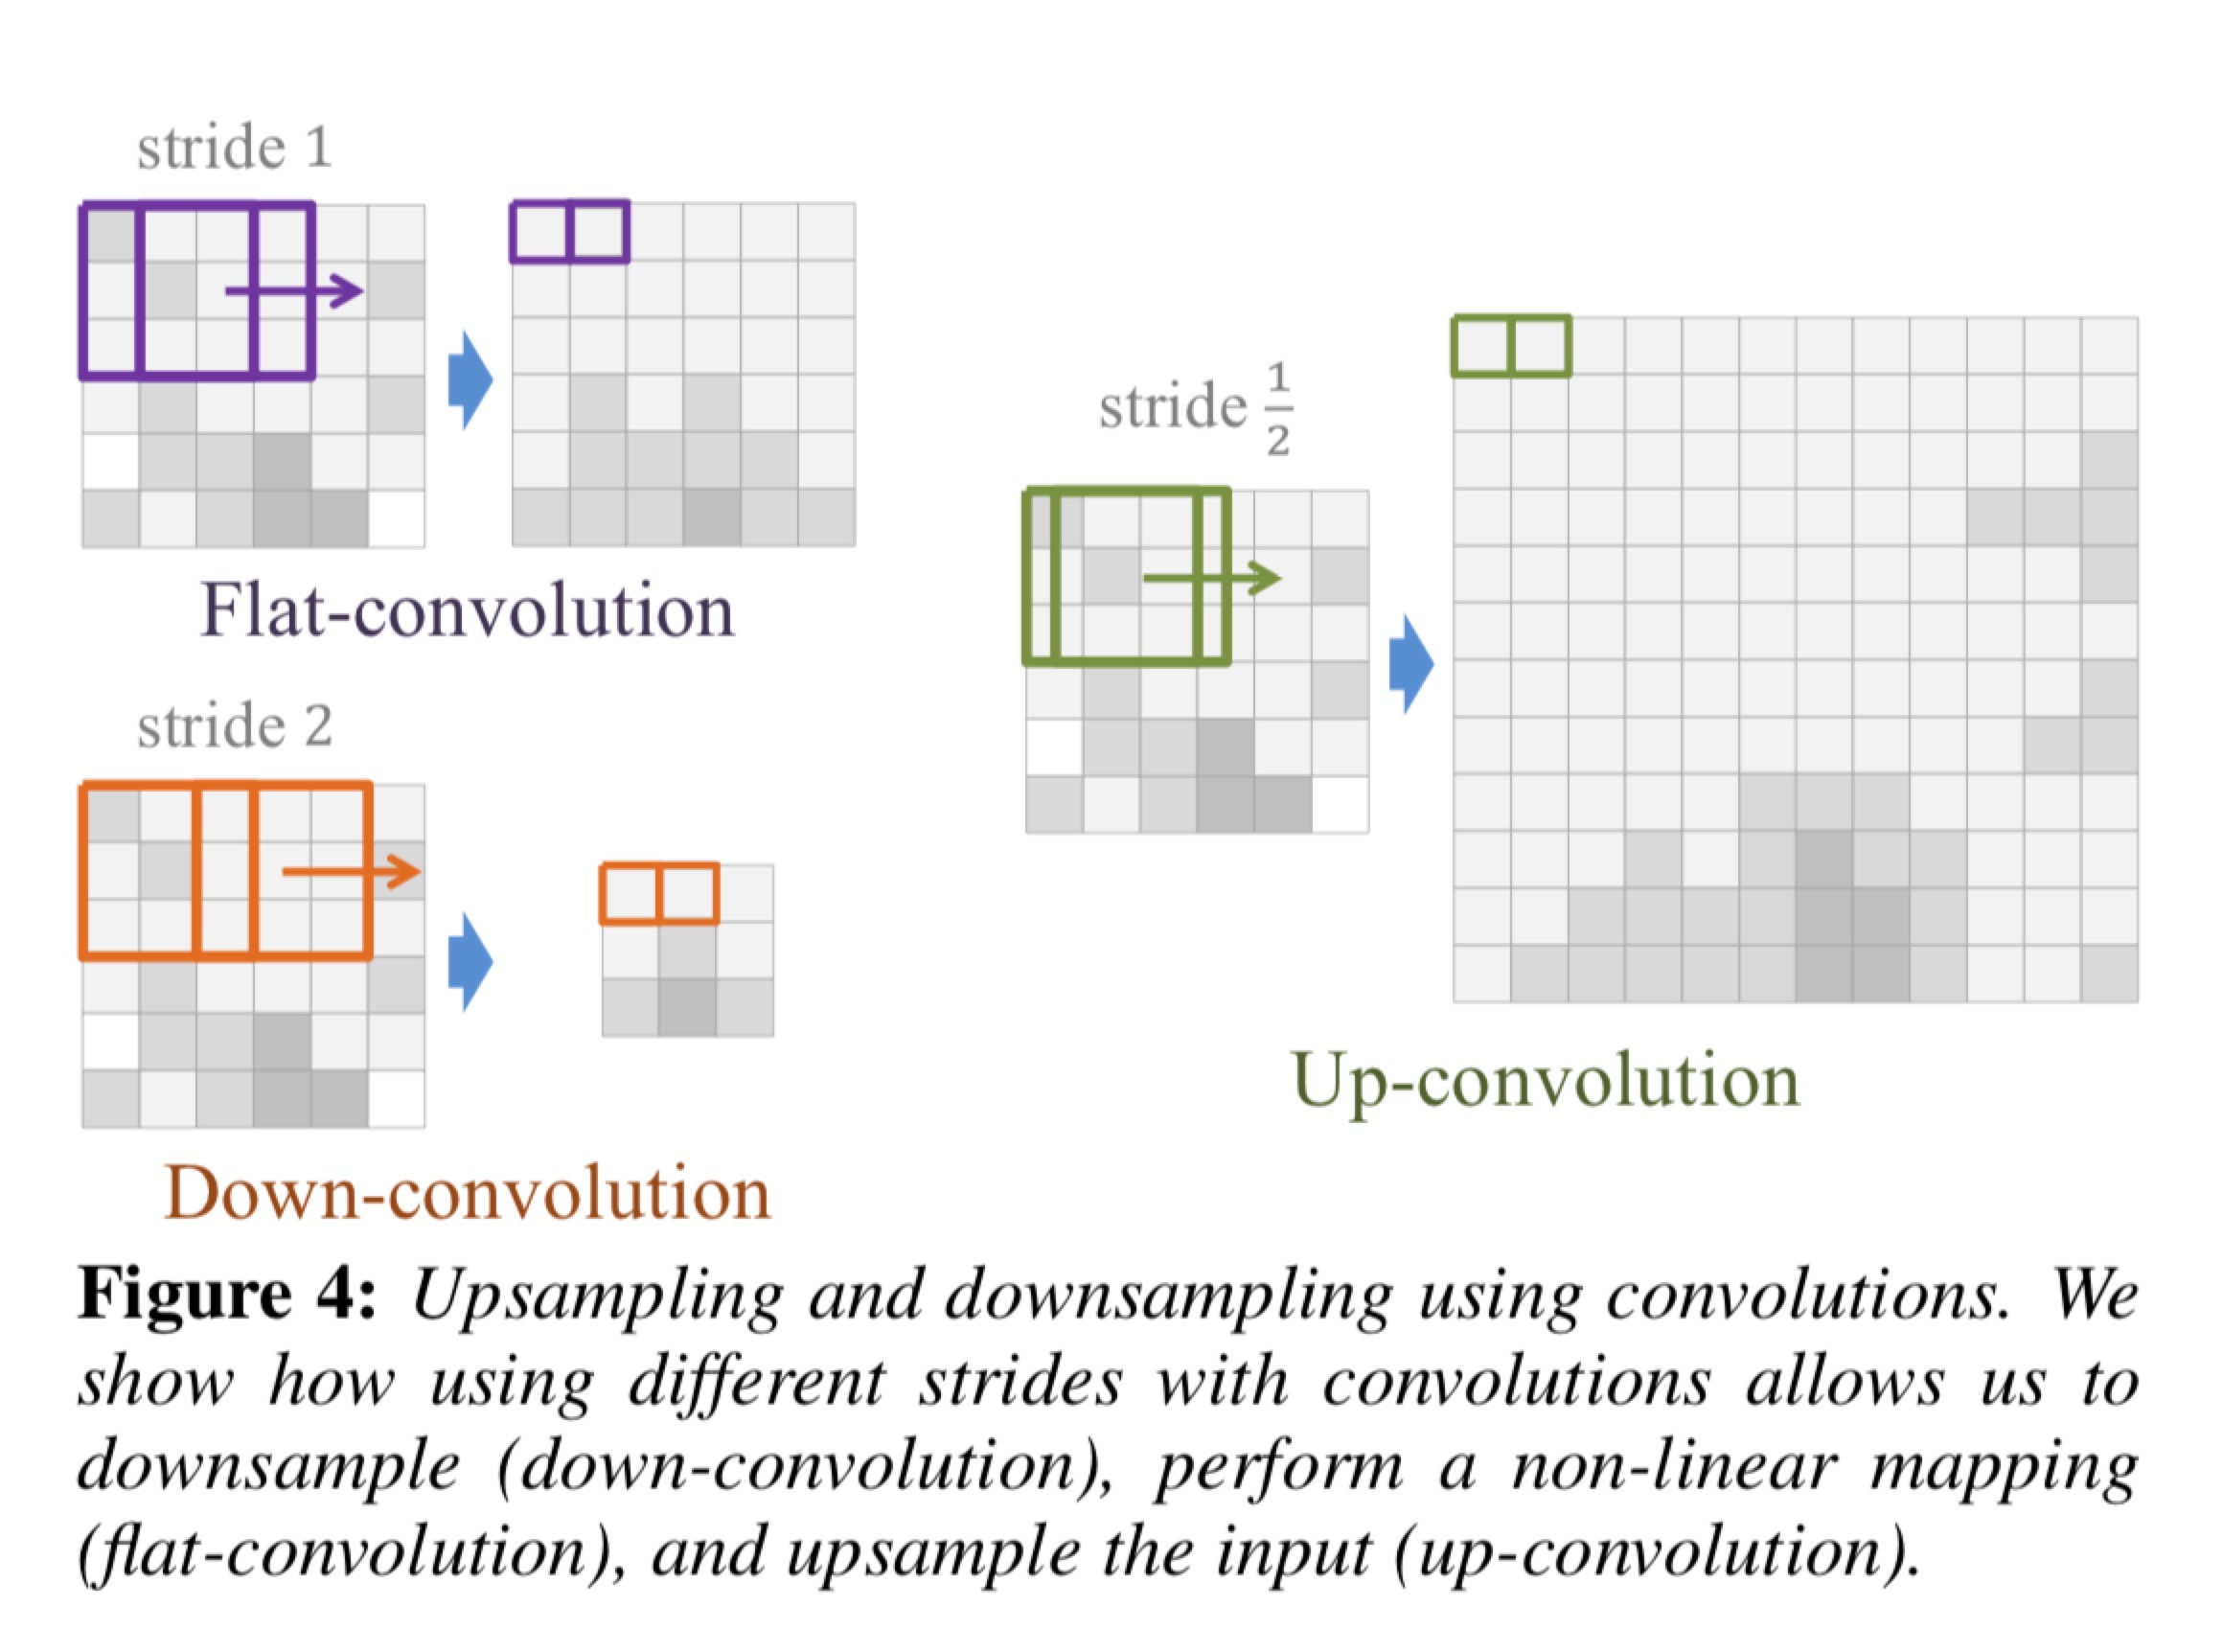 stride 1
Flat-convolution
stride 2
Down-convolution
stride 1/2
Up-convolution
Figure 4: Upsampling and downsampling using convolutions. We
show how using different strides with convolutions allows us to
downsample (down-convolution), perform a non-linear mapping
(flat-convolution), and upsample the input (up-convolution).